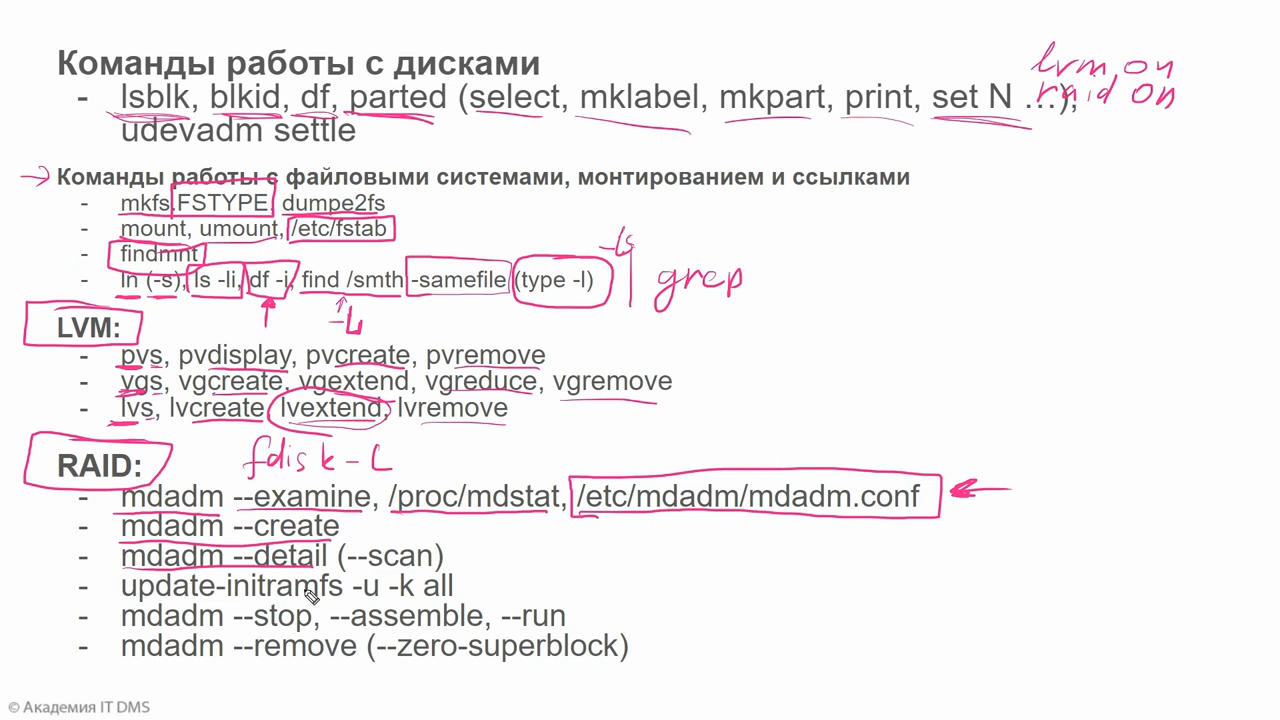 Команды работы с дисками
lvm on
- lsblk, blkid, df, parted (select, mklabel, mkpart, print, set N ...),
raid on
udevadm settle
Команды работы с файловыми системами, монтированием и ссылками
- mkfs.FSTYPE, dumpe2fs
- mount, umount, /etc/fstab
- findmnt
-ls
- ln (-s), ls -li, df -i, find /smth -samefile (type -l) | grep
-L
LVM:
- pvs, pvdisplay, pvcreate, pvremove
- vgs, vgcreate, vgextend, vgreduce, vgremove
- lvs, lvcreate, lvextend, lvremove
fdisk -L
RAID:
- mdadm --examine, /proc/mdstat, /etc/mdadm/mdadm.conf
- mdadm --create
- mdadm --detail (--scan)
- update-initramfs -u -k all
- mdadm --stop, --assemble, --run
- mdadm --remove (--zero-superblock)
© Академия IT DMS